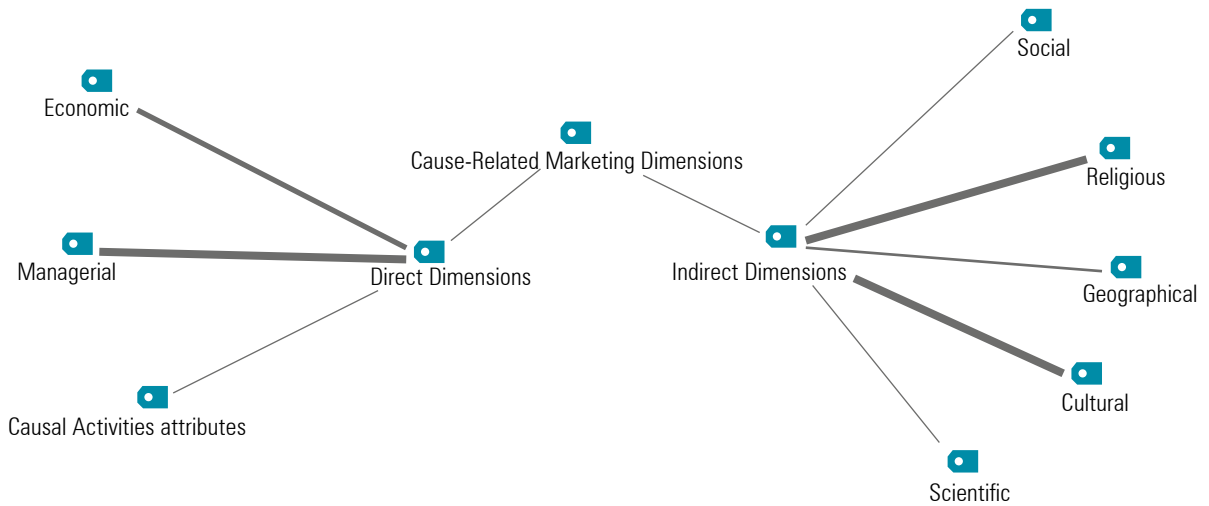 Social
Economic
Cause-Related Marketing Dimensions
Religious
Managerial
Direct Dimensions
Indirect Dimensions
Geographical
Cultural
Causal Activities attributes
Scientific